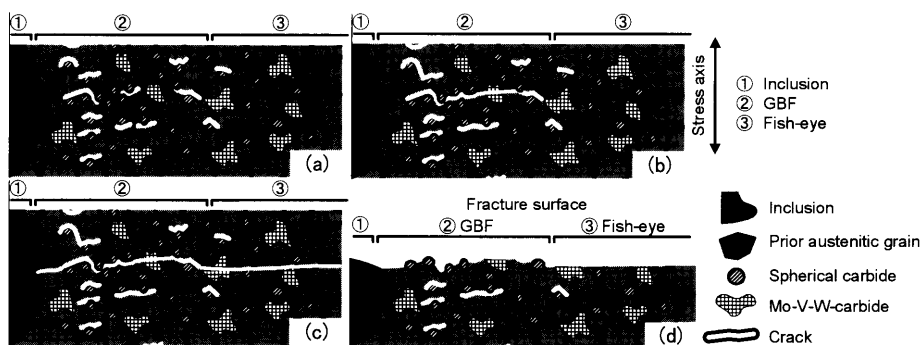 ① ② ③
① ② ③
(a)
(b)
Stress axis
① Inclusion
② GBF
③ Fish-eye
① ② ③
(c)
Fracture surface
① ② GBF ③ Fish-eye
(d)
Inclusion
Prior austenitic grain
Spherical carbide
Mo-V-W-carbide
Crack